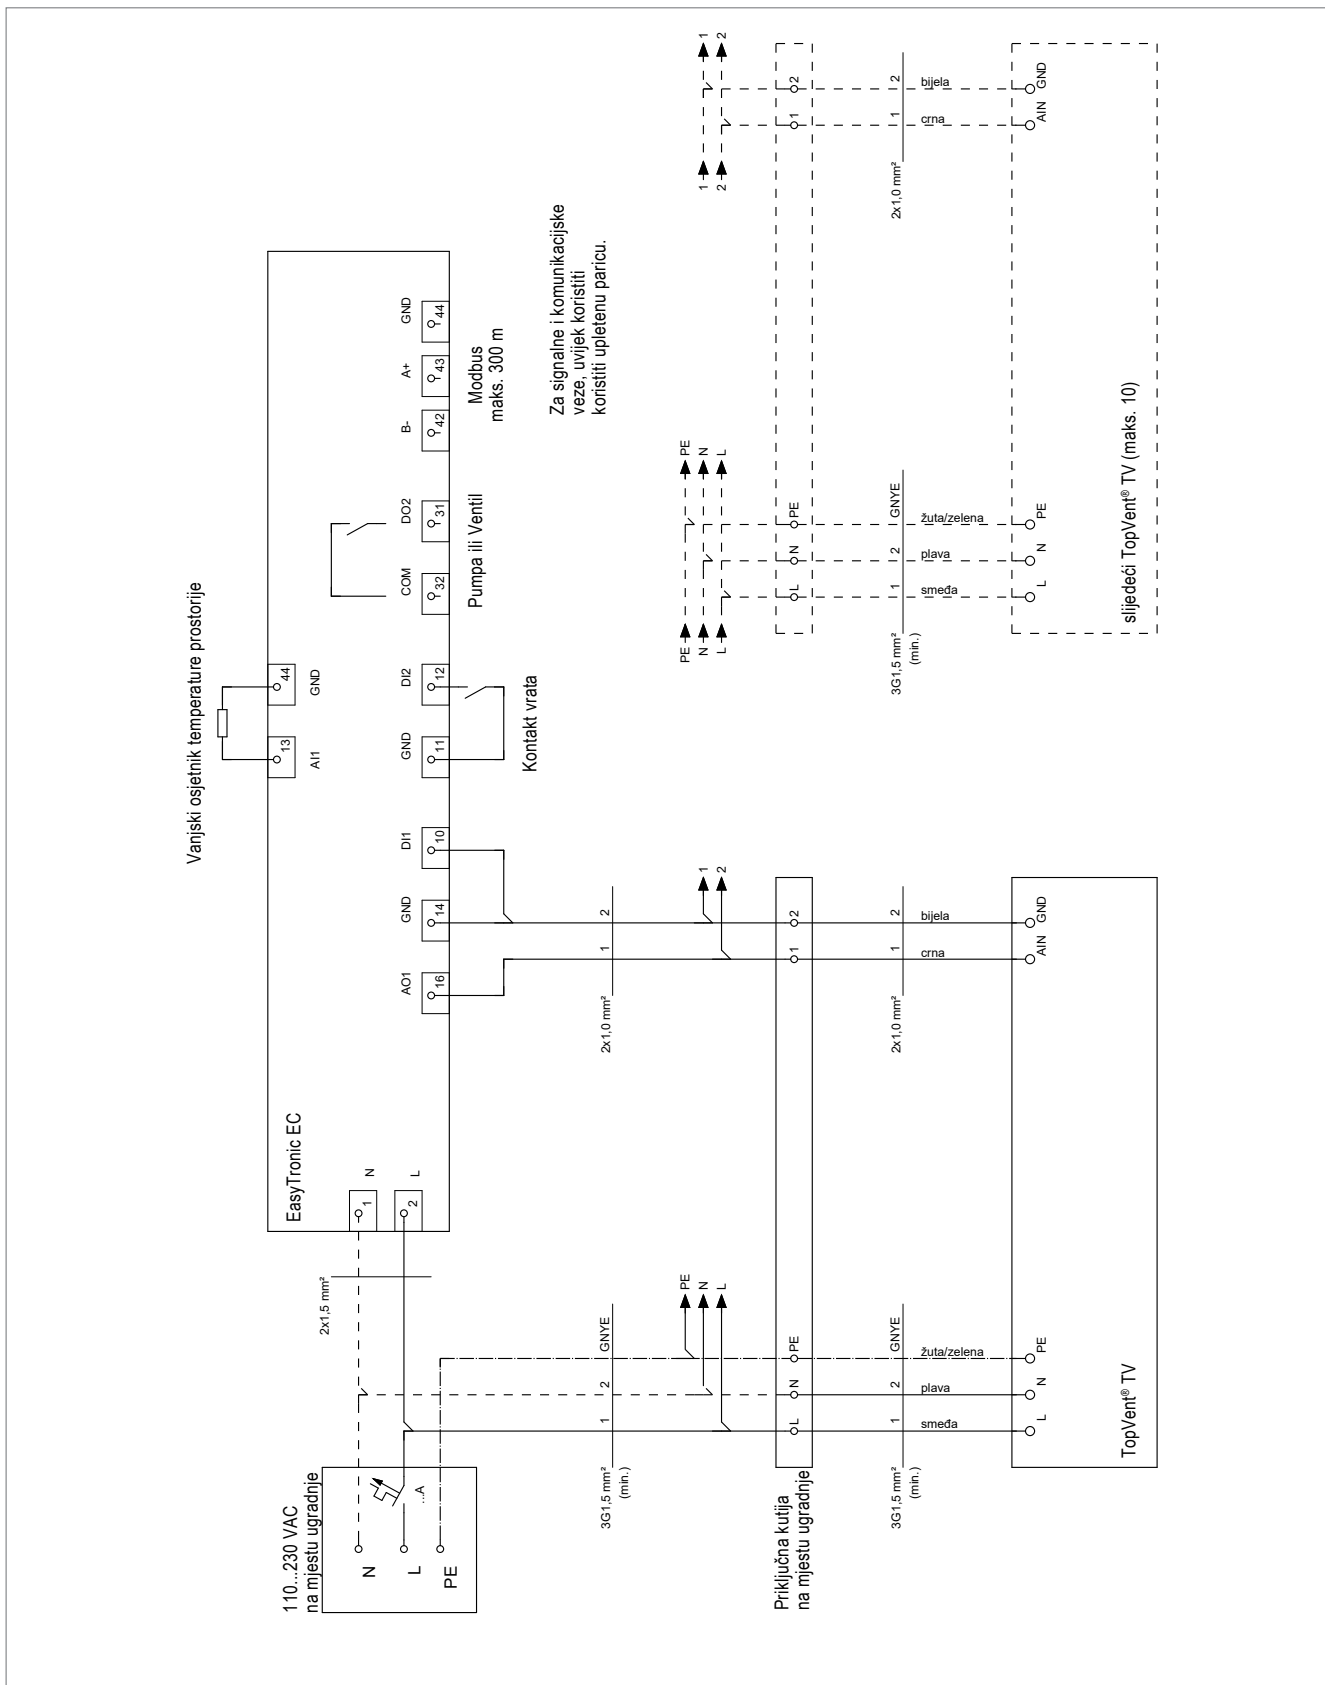 Vanjski osjetnik temperature prostorije
110...230 VAC
na mjestu ugradnje
N
L
PE
...A
2x1,5 mm²
EasyTronic EC
1
N
2
L
13
AI1
44
GND
AO1
16
GND
14
DI1
10
GND
11
DI2
12
COM
32
DO2
31
B-
42
A+
43
GND
44
Kontakt vrata
Pumpa ili Ventil
Modbus
maks. 300 m
Za signalne i komunikacijske
veze, uvijek koristiti
koristiti upletenu paricu.
3G1,5 mm²
(min.)
1
2
GNYE
2x1,0 mm²
1
2
PE
N
L
1
2
PE
N
L
PE
N
L
1
2
1
2
Priključna kutija
na mjestu ugradnje
L
N
PE
1
2
L
N
PE
1
2
3G1,5 mm²
(min.)
1
2
GNYE
smeđa
plava
žuta/zelena
2x1,0 mm²
1
2
crna
bijela
3G1,5 mm²
(min.)
1
2
GNYE
smeđa
plava
žuta/zelena
2x1,0 mm²
1
2
crna
bijela
L
N
PE
AIN
GND
TopVent® TV
L
N
PE
AIN
GND
slijedeći TopVent® TV (maks. 10)